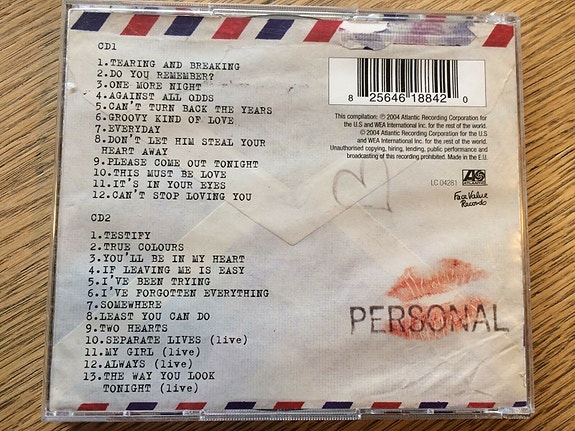 CD1
1.TEARING AND BREAKING
2.DO YOU REMEMBER?
3.ONE MORE NIGHT
4.AGAINST ALL ODDS
5.CAN'T TURN BACK THE YEARS
6.GROOVY KIND OF LOVE
7.EVERYDAY
8.DON'T LET HIM STEAL YOUR
HEART AWAY
9.PLEASE COME OUT TONIGHT
10.THIS MUST BE LOVE
11.IT'S IN YOUR EYES
12.CAN'T STOP LOVING YOU
CD2
1.TESTIFY
2.TRUE COLOURS
3.YOU'LL BE IN MY HEART
4.IF LEAVING ME IS EASY
5.I'VE BEEN TRYING
6.I'VE FORGOTTEN EVERYTHING
7.SOMEWHERE
8.LEAST YOU CAN DO
9.TWO HEARTS
10.SEPARATE LIVES (live)
11.MY GIRL (live)
12.ALWAYS (live)
13.THE WAY YOU LOOK
TONIGHT (live)
8 25646 18842 0
This compilation: ℗ 2004 Atlantic Recording Corporation for
the U.S and WEA International Inc. for the rest of the world.
© 2004 Atlantic Recording Corporation for the U.S
and WEA International Inc. for the rest of the world.
Unauthorised copying, hiring, lending, public performance and
broadcasting of this recording prohibited. Made in the E.U.
LC 04281
ATLANTIC
Face Value
Records
PERSONAL